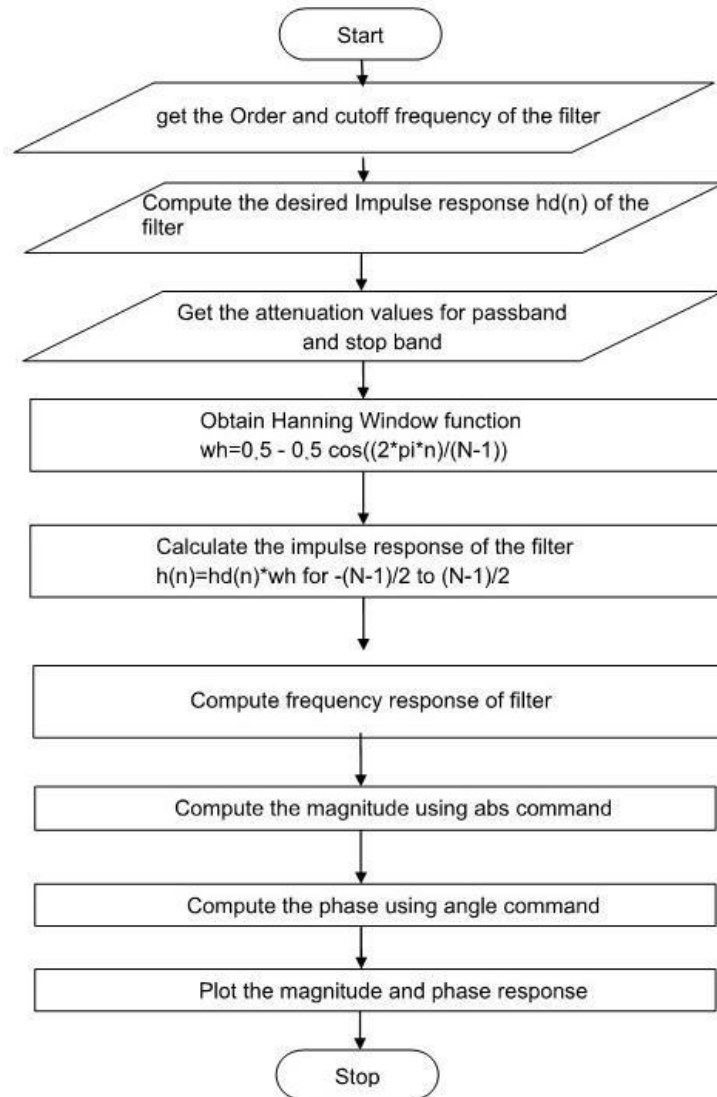 Start
get the Order and cutoff frequency of the filter
Compute the desired Impulse response hd(n) of the
filter
Get the attenuation values for passband
and stop band
Obtain Hanning Window function
wh=0.5 - 0.5 cos((2*pi*n)/(N-1))
Calculate the impulse response of the filter
h(n)=hd(n)*wh for -(N-1)/2 to (N-1)/2
Compute frequency response of filter
Compute the magnitude using abs command
Compute the phase using angle command
Plot the magnitude and phase response
Stop